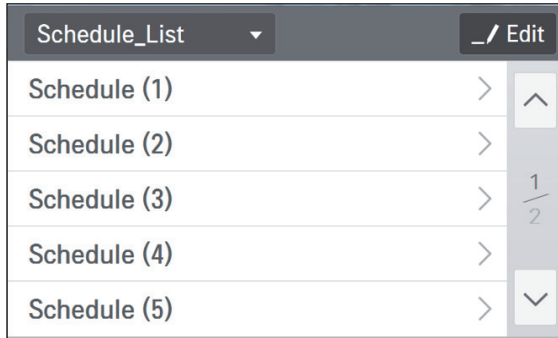 Schedule_List
Edit
Schedule (1)
Schedule (2)
Schedule (3)
Schedule (4)
Schedule (5)
1
2